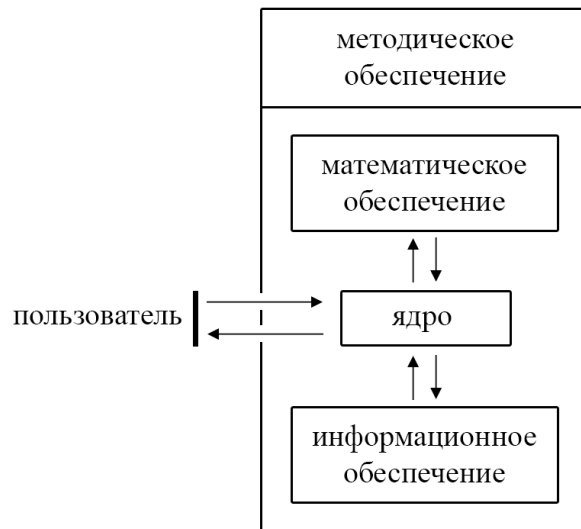 методическое
обеспечение
математическое
обеспечение
пользователь
ядро
информационное
обеспечение